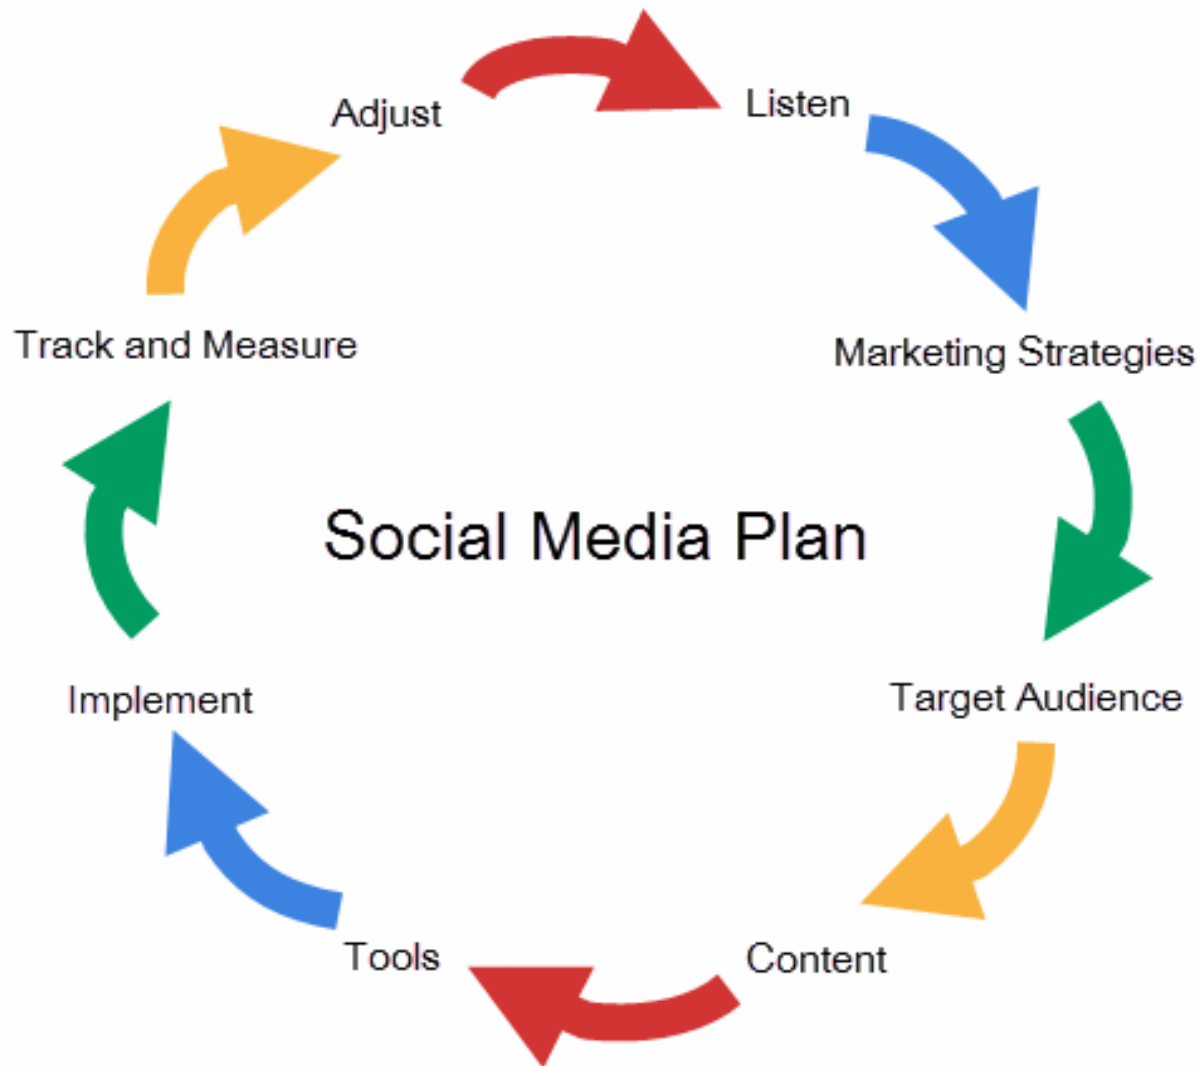 Adjust
Listen
Track and Measure
Marketing Strategies
Social Media Plan
Implement
Target Audience
Tools
Content